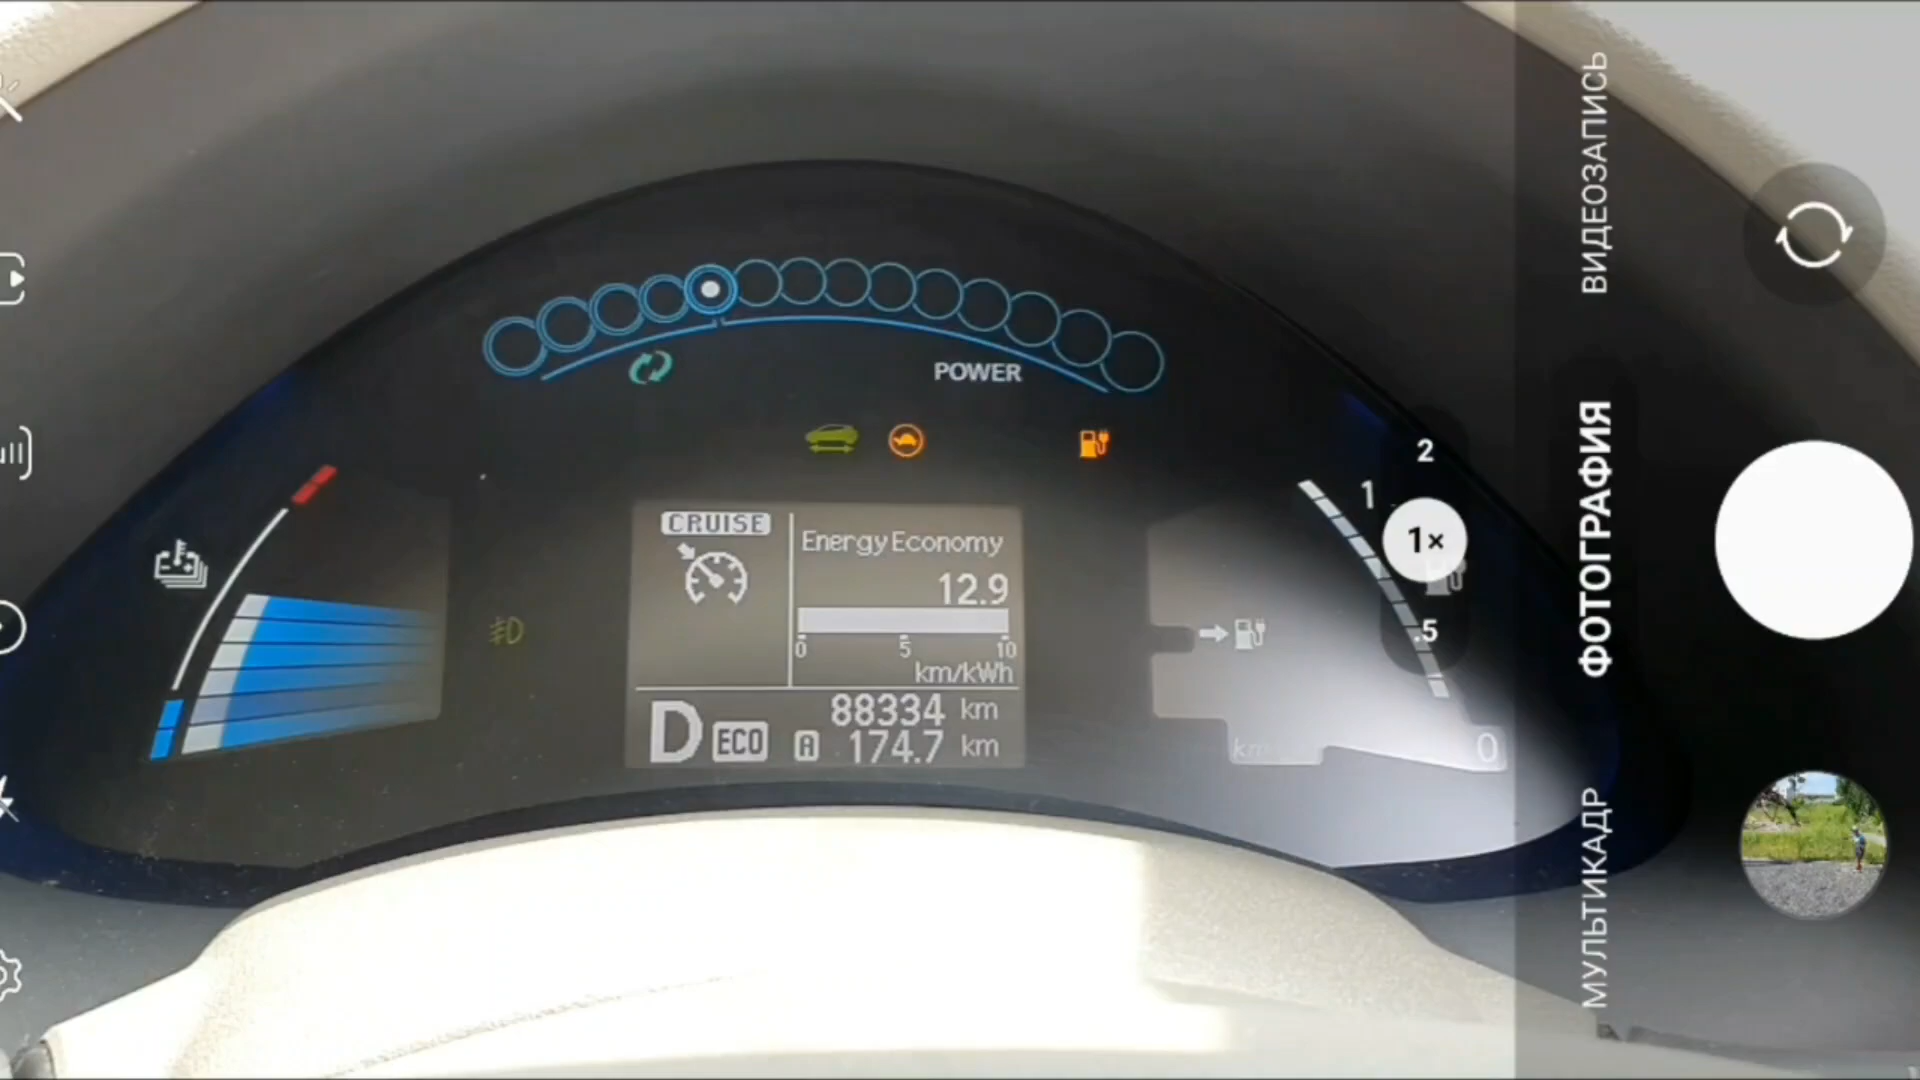 POWER
CRUISE
Energy Economy
12.9
0 5 10
km/kWh
88334 km
D ECO A 174.7 km
1
0
km
2
1×
.5
ВИДЕОЗАПИСЬ
ФОТОГРАФИЯ
МУЛЬТИКАДР